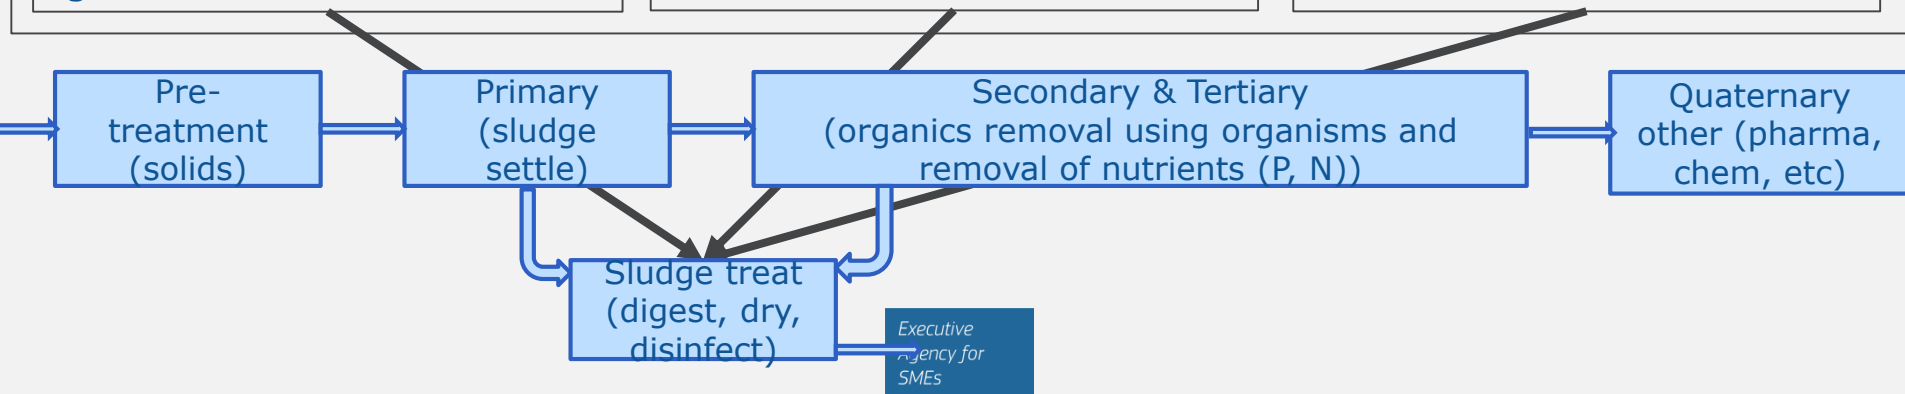 Pre-
treatment
(solids)
Primary
(sludge
settle)
Secondary & Tertiary
(organics removal using organisms and
removal of nutrients (P, N))
Quaternary
other (pharma,
chem, etc)
Sludge treat
(digest, dry,
disinfect)
Executive
Agency for
SMEs